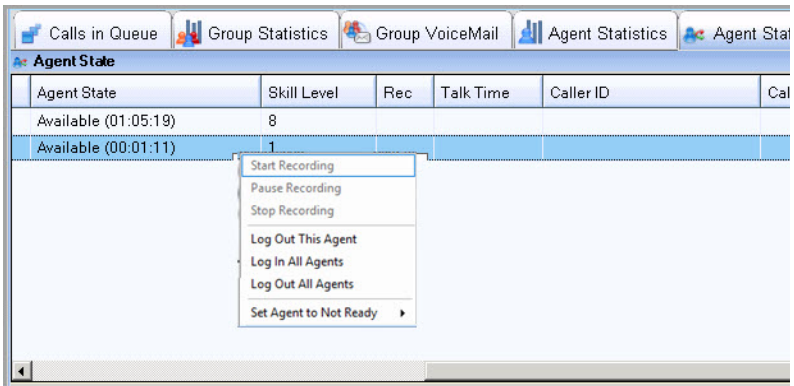 Calls in Queue Group Statistics Group VoiceMail Agent Statistics Agent Stat
Agent State
Agent State Skill Level Rec Talk Time Caller ID Cal
Available (01:05:19) 8
Available (00:01:11) 1
Start Recording
Pause Recording
Stop Recording
Log Out This Agent
Log In All Agents
Log Out All Agents
Set Agent to Not Ready